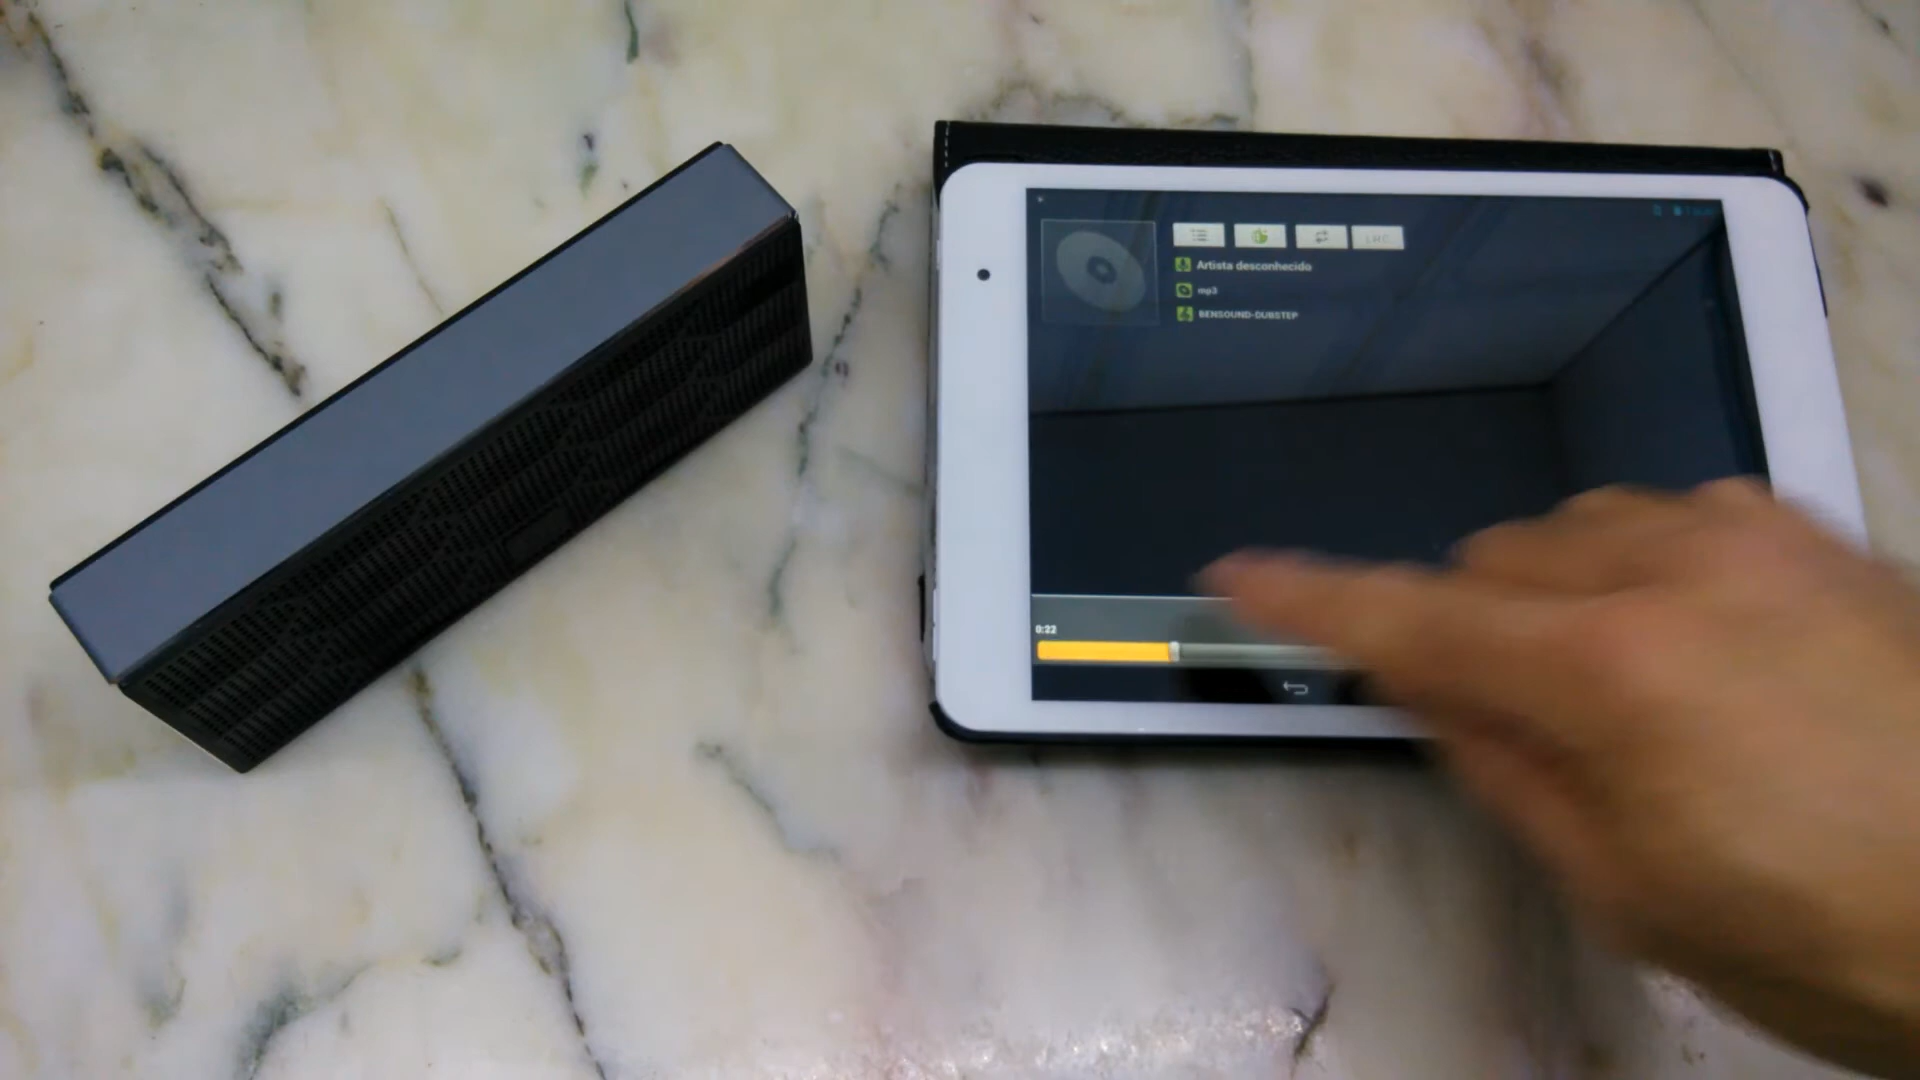 LRC
Artista desconhecido
mp3
BENSOUND-DUBSTEP
0:22